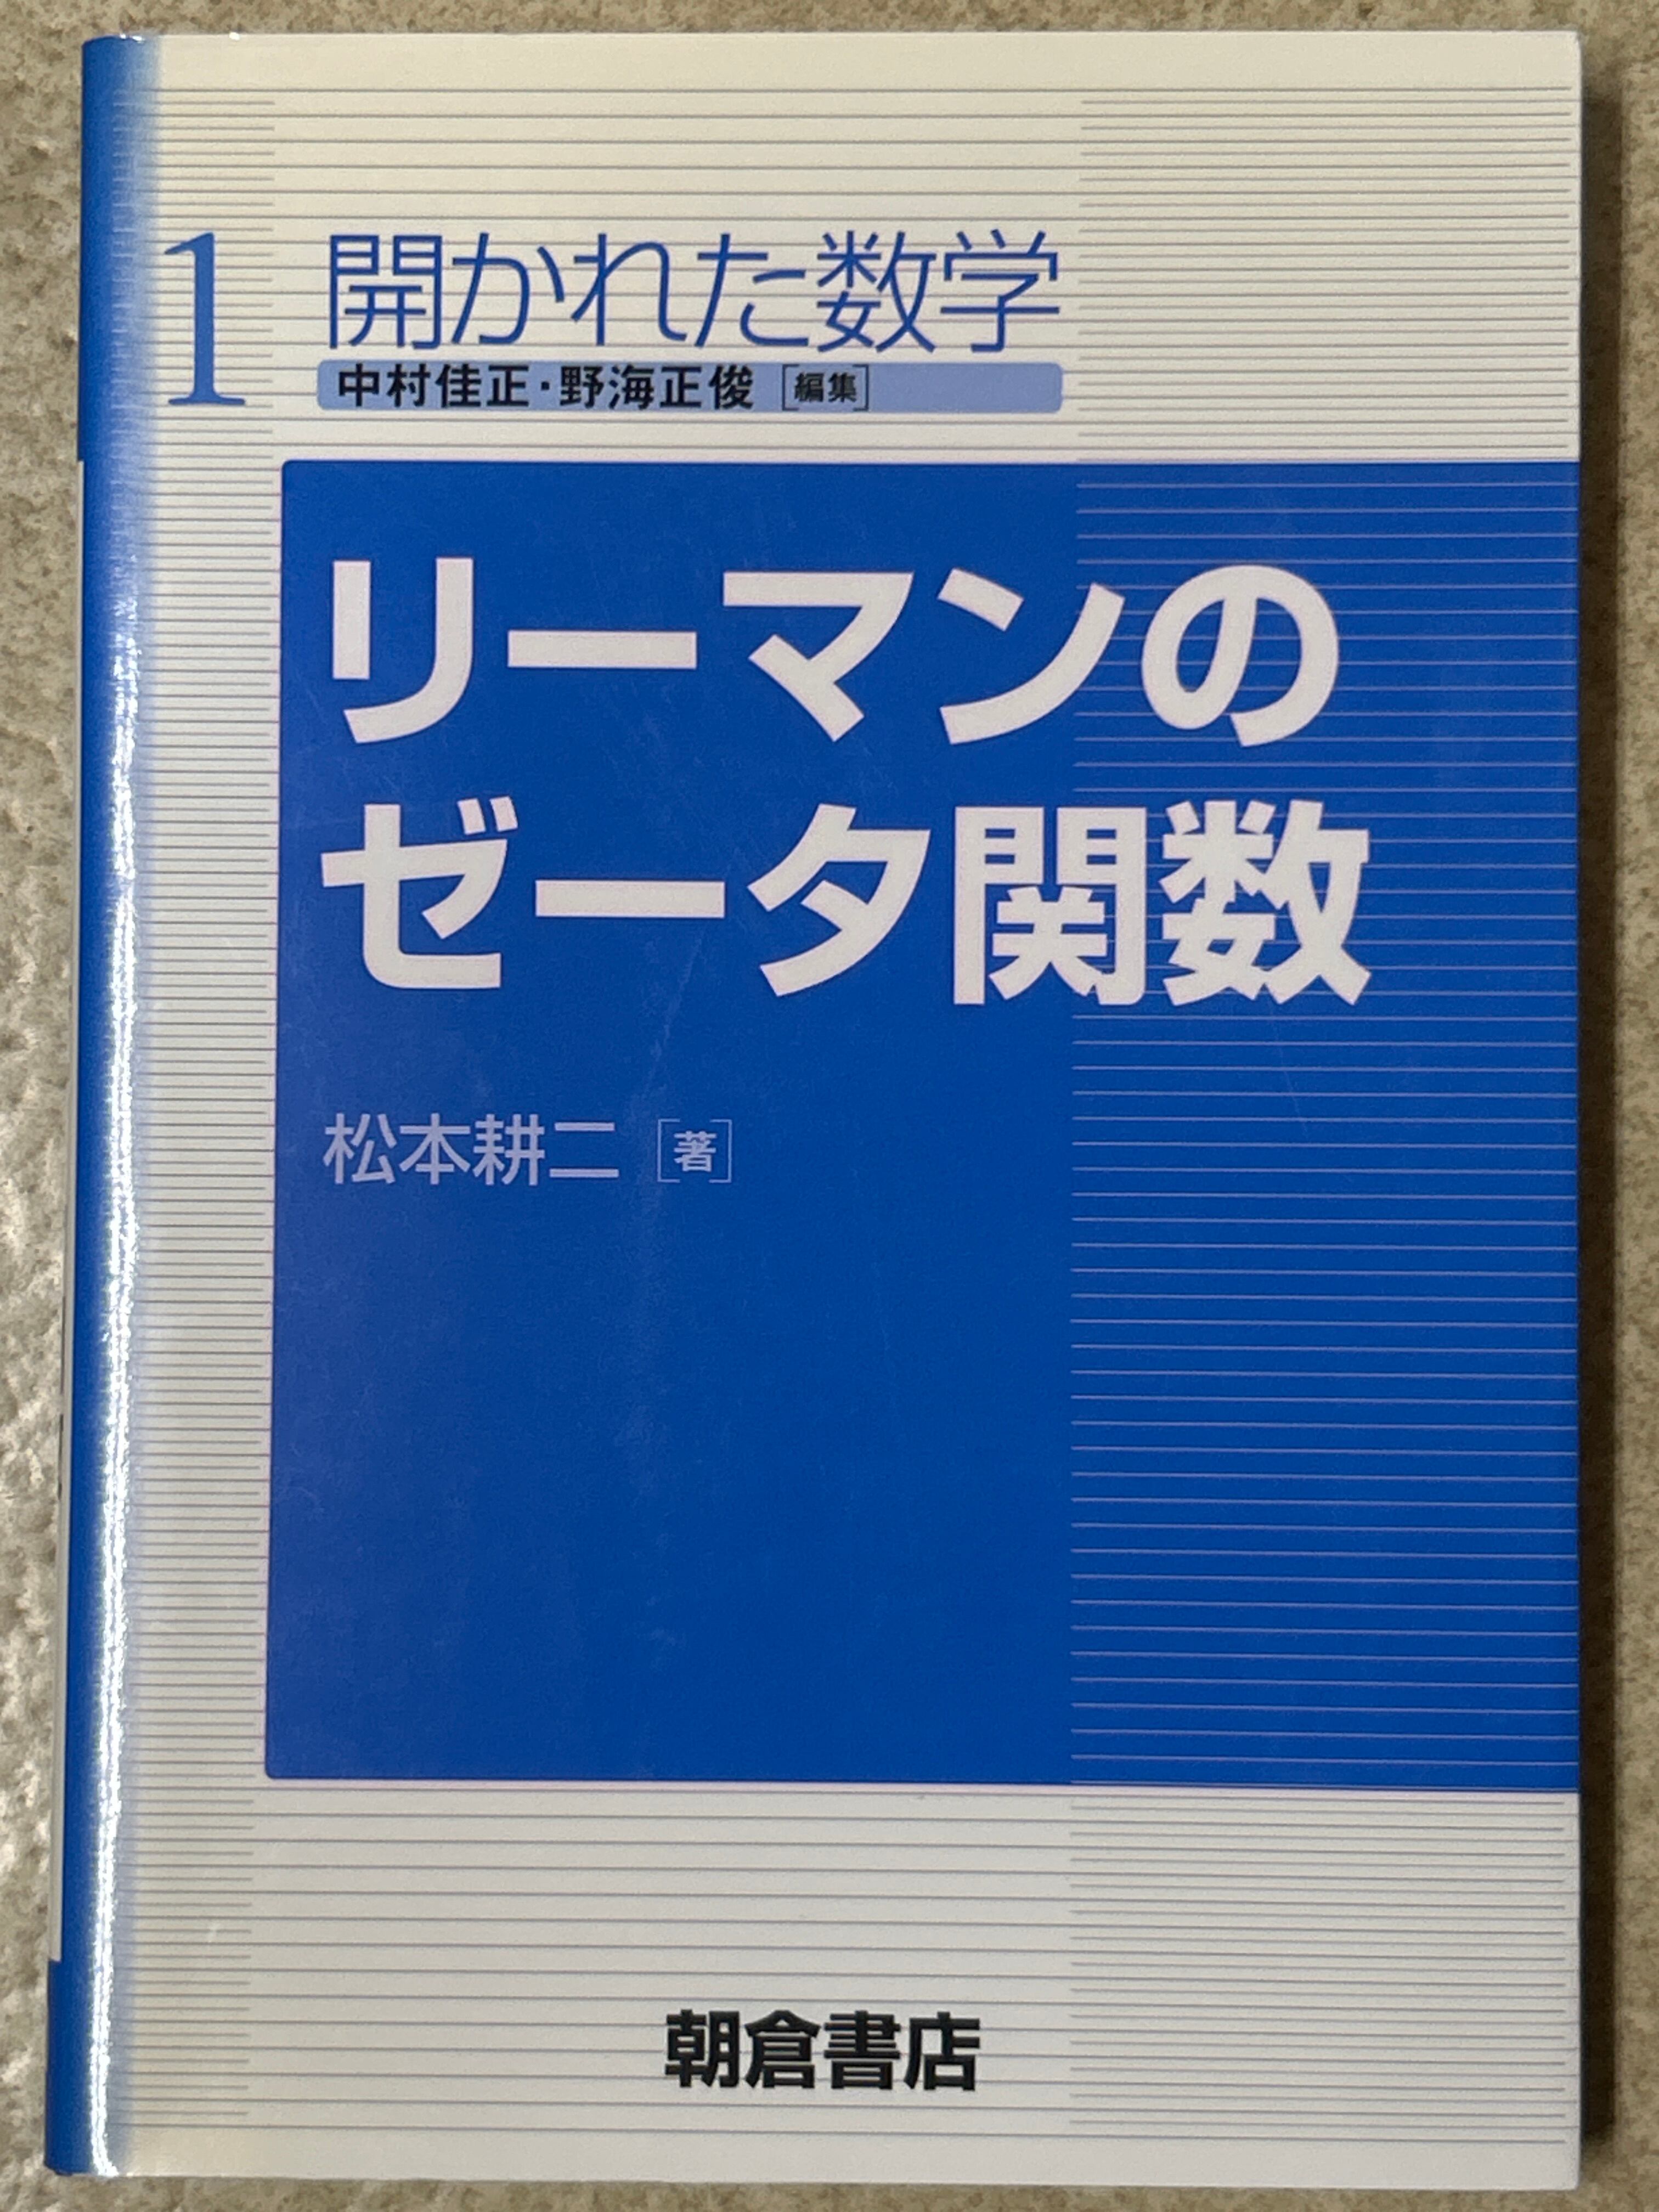 1 開かれた数学
中村佳正・野海正俊 [編集]
リーマンの
ゼータ関数
松本耕二 [著]
朝倉書店